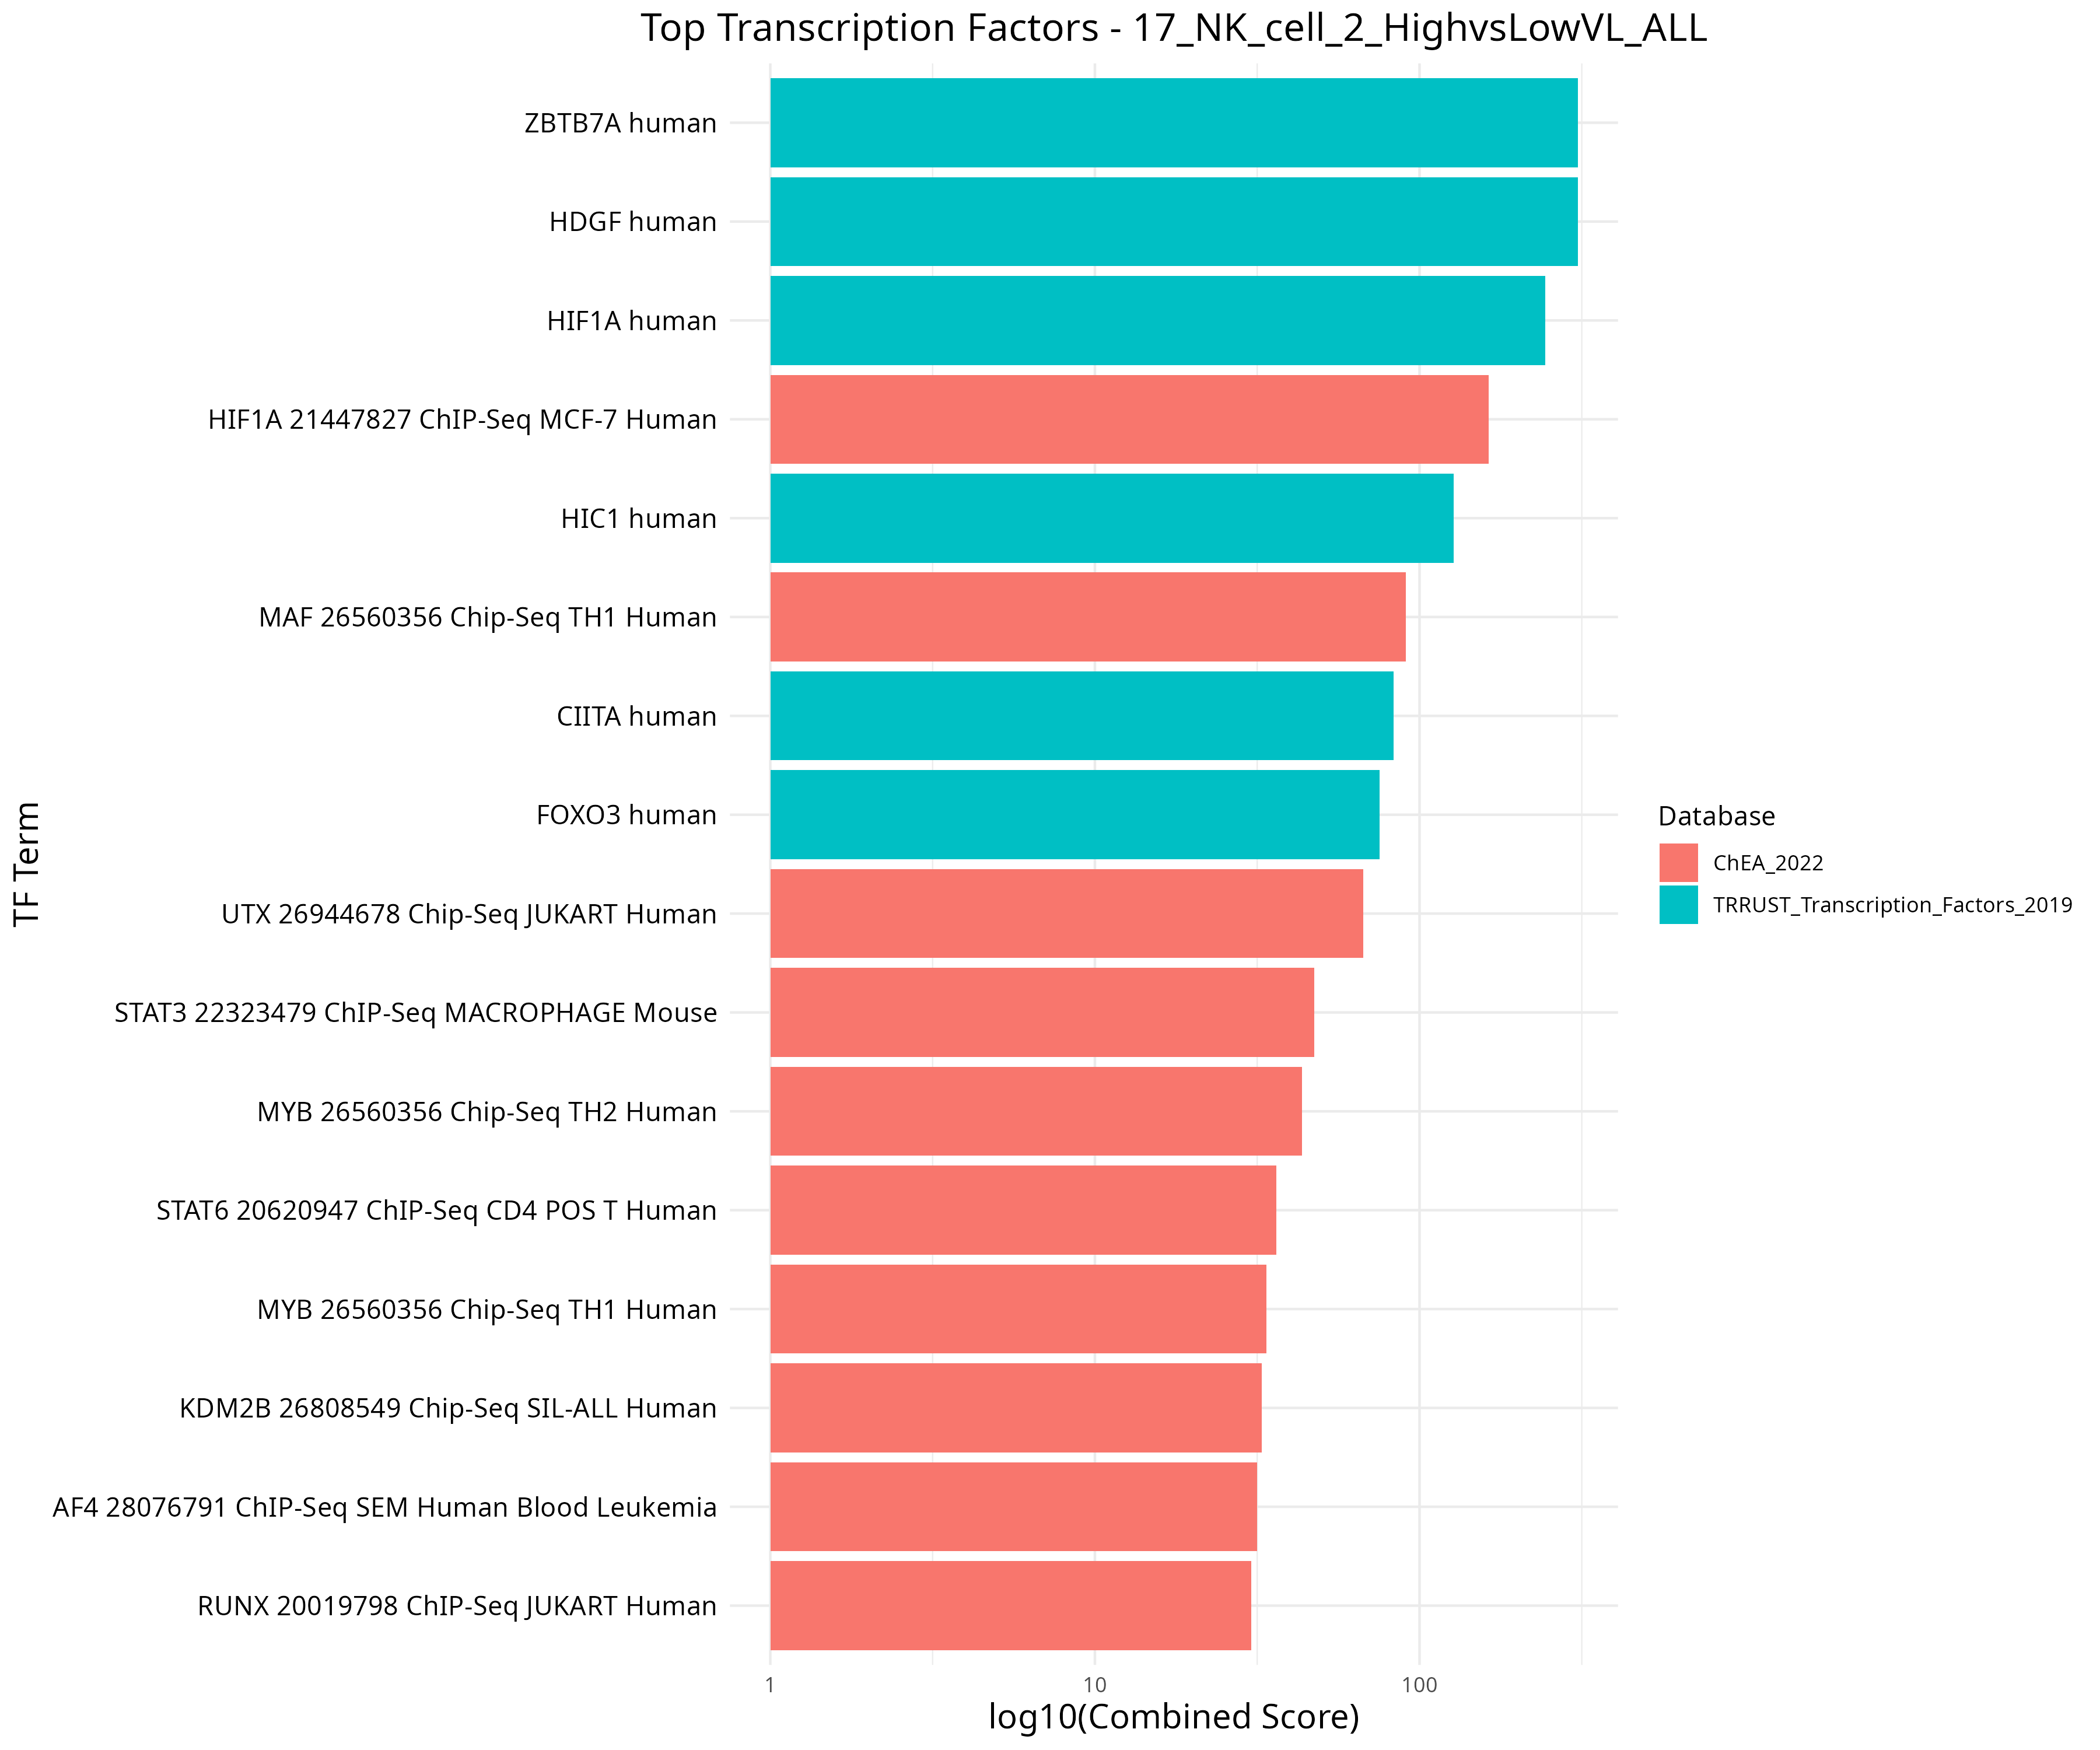 Top Transcription Factors - 17_NK_cell_2_HighvsLowVL_ALL
ZBTB7A human
HDGF human
HIF1A human
HIF1A 21447827 ChIP-Seq MCF-7 Human
HIC1 human
MAF 26560356 Chip-Seq TH1 Human
CIITA human
FOXO3 human
UTX 26944678 Chip-Seq JUKART Human
STAT3 22323479 ChIP-Seq MACROPHAGE Mouse
MYB 26560356 Chip-Seq TH2 Human
STAT6 20620947 ChIP-Seq CD4 POS T Human
MYB 26560356 Chip-Seq TH1 Human
KDM2B 26808549 Chip-Seq SIL-ALL Human
AF4 28076791 ChIP-Seq SEM Human Blood Leukemia
RUNX 20019798 ChIP-Seq JUKART Human
TF Term
1 10 100
log10(Combined Score)
Database
ChEA_2022
TRRUST_Transcription_Factors_2019